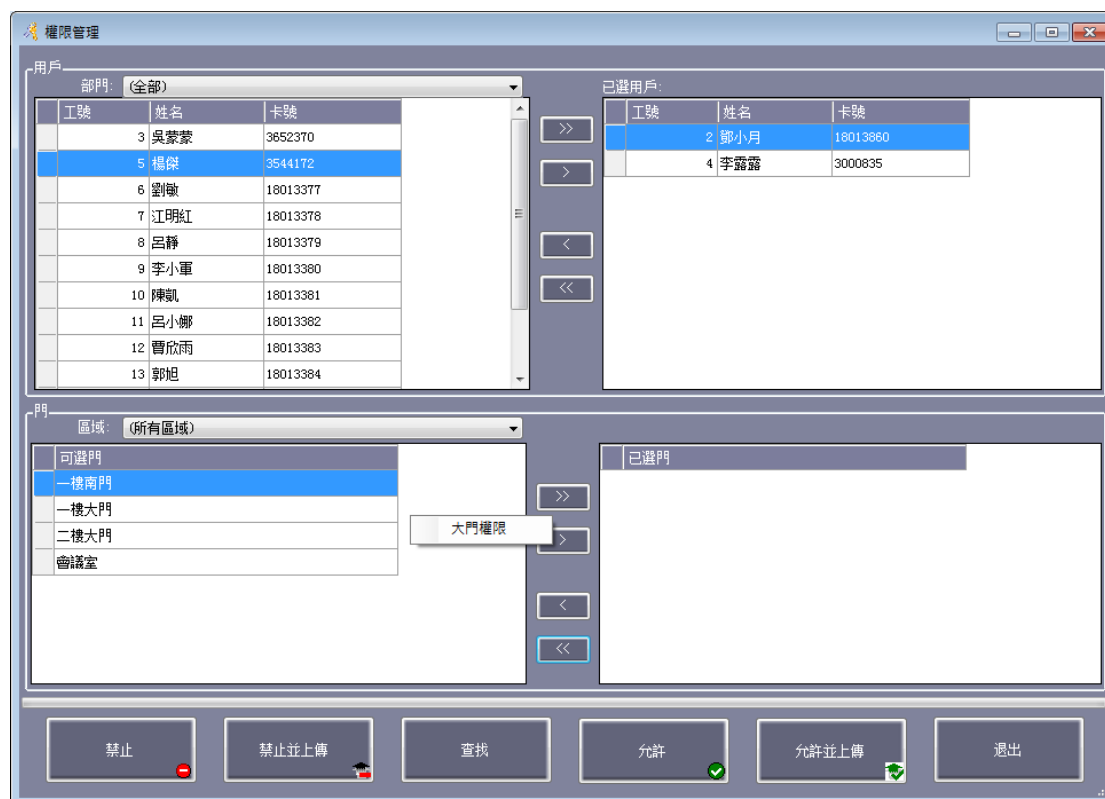 權限管理
用戶
部門: (全部)
已選用戶:
工號 姓名 卡號
3 吳蒙蒙 3652370
5 楊傑 3544172
6 劉敏 18013377
7 江明紅 18013378
8 呂靜 18013379
9 李小軍 18013380
10 陳凱 18013381
11 呂小娜 18013382
12 曹欣雨 18013383
13 郭旭 18013384
>>
>
<
<<
工號 姓名 卡號
2 鄧小月 18013860
4 李露露 3000835
門
區域: (所有區域)
可選門
一樓南門
一樓大門
二樓大門
會議室
大門權限
>>
>
<
<<
已選門
禁止
禁止並上傳
查找
允許
允許並上傳
退出